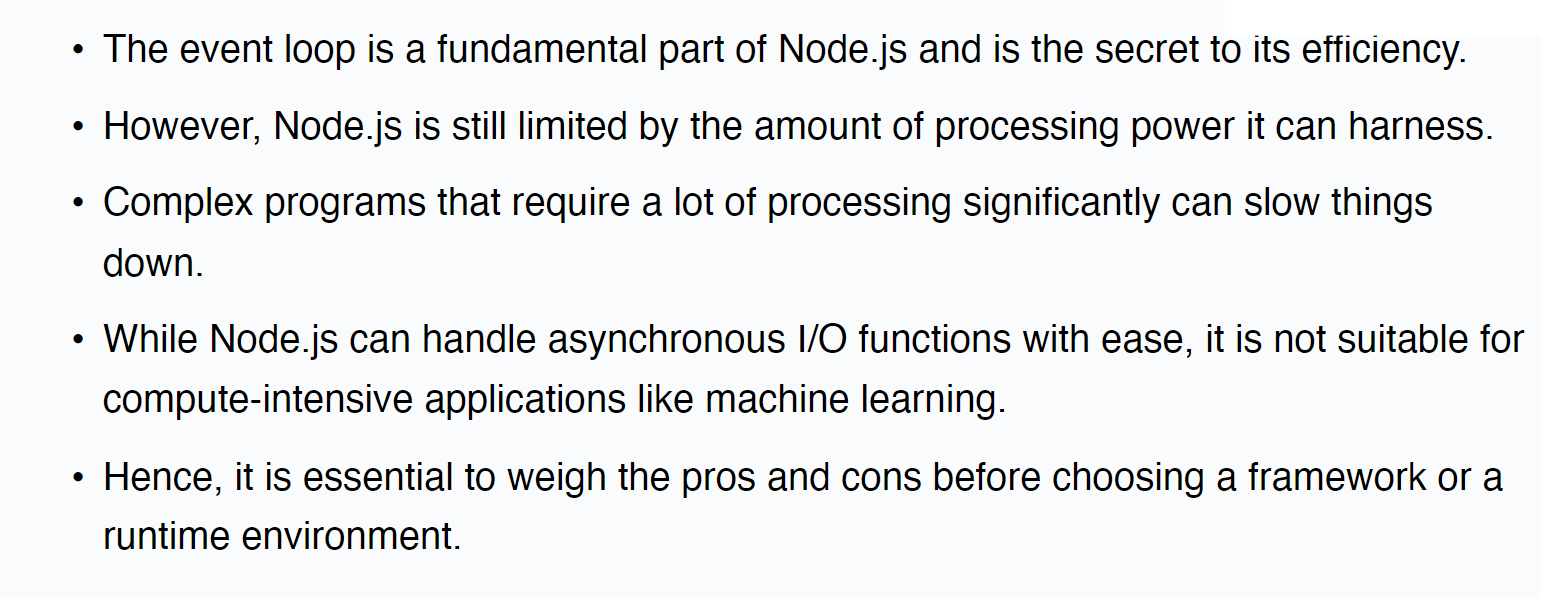 • The event loop is a fundamental part of Node.js and is the secret to its efficiency.
• However, Node.js is still limited by the amount of processing power it can harness.
• Complex programs that require a lot of processing significantly can slow things
down.
• While Node.js can handle asynchronous I/O functions with ease, it is not suitable for
compute-intensive applications like machine learning.
• Hence, it is essential to weigh the pros and cons before choosing a framework or a
runtime environment.